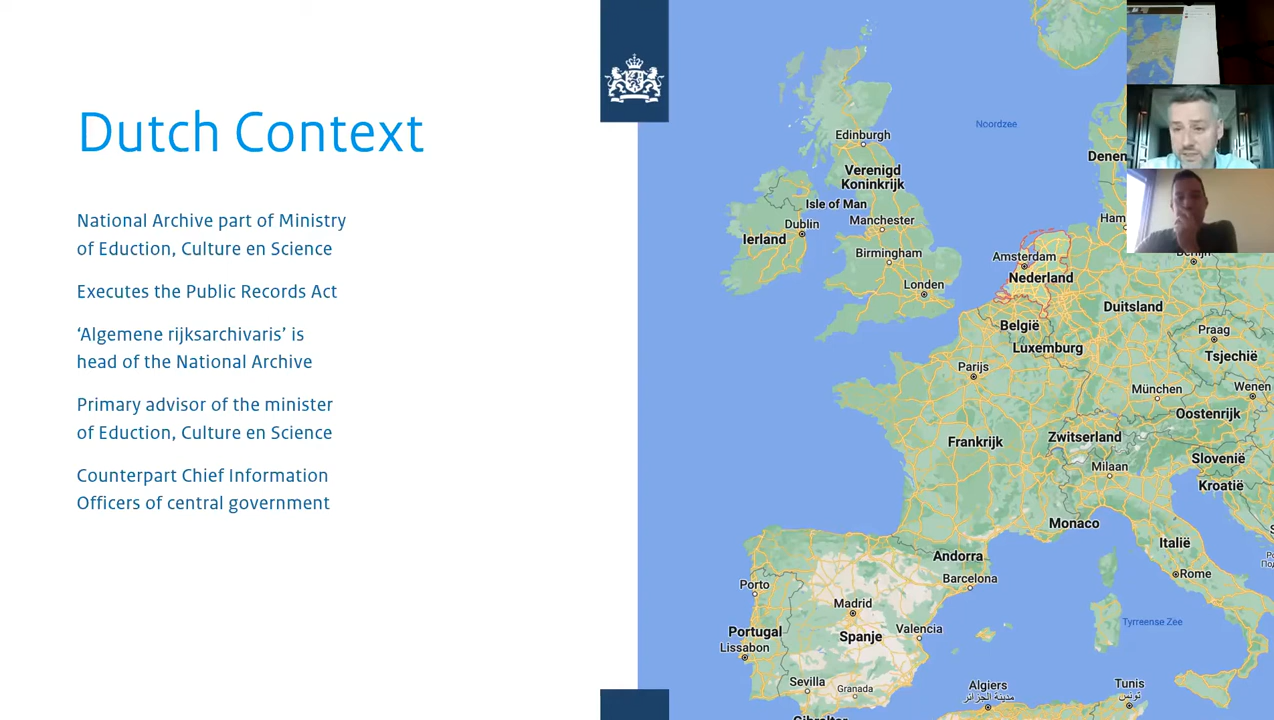 Dutch Context
National Archive part of Ministry
of Eduction, Culture en Science
Executes the Public Records Act
‘Algemene rijksarchivaris’ is
head of the National Archive
Primary advisor of the minister
of Eduction, Culture en Science
Counterpart Chief Information
Officers of central government
Noordzee
Edinburgh
Denen
Verenigd
Koninkrijk
Isle of Man
Manchester
Dublin
Ham
Ierland
Birmingham
Amsterdam
Nederland
Londen
Duitsland
België
Praag
Luxemburg
Tsjechië
Parijs
München
Wenen
Oostenrijk
Zwitserland
Frankrijk
Slovenië
Milaan
Kroatië
Monaco
Italië
Andorra
Rome
Barcelona
Porto
Madrid
Tyrreense Zee
Valencia
Portugal
Spanje
Lissabon
Sevilla
Granada
Algiers
مدينة الجزائر
Tunis
تونس